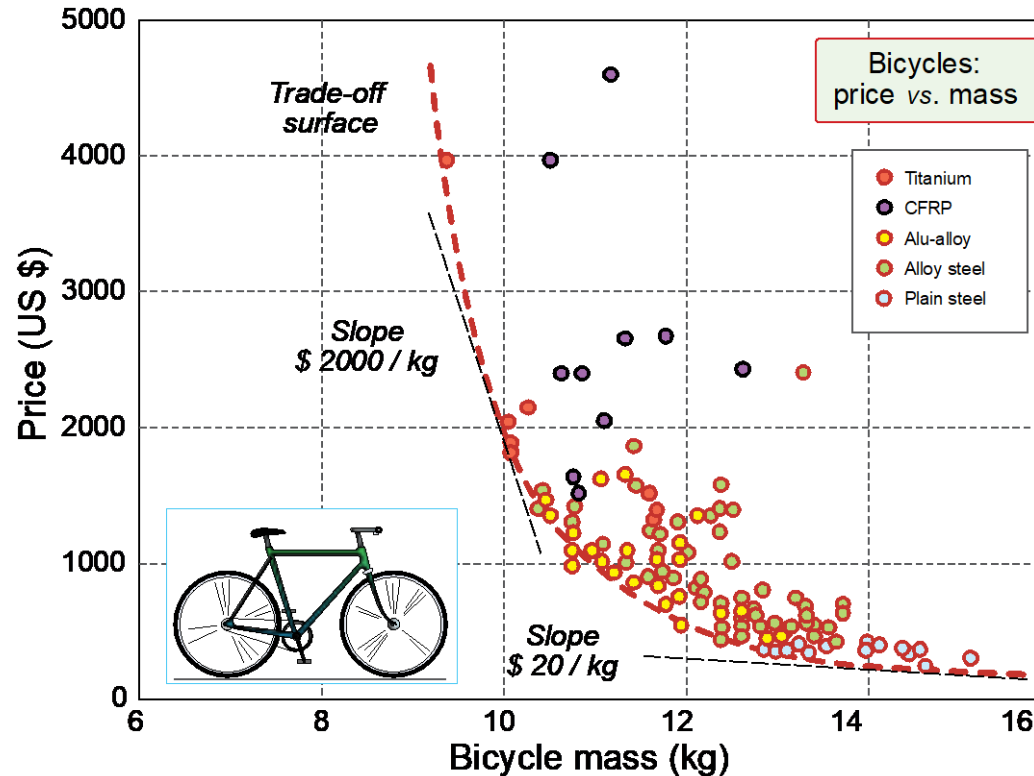 5000
4000
3000
2000
1000
0
Price (US $)
6
8
10
12
14
16
Bicycle mass (kg)
Trade-off
surface
Slope
$ 2000 / kg
Slope
$ 20 / kg
Bicycles:
price vs. mass
Titanium
CFRP
Alu-alloy
Alloy steel
Plain steel